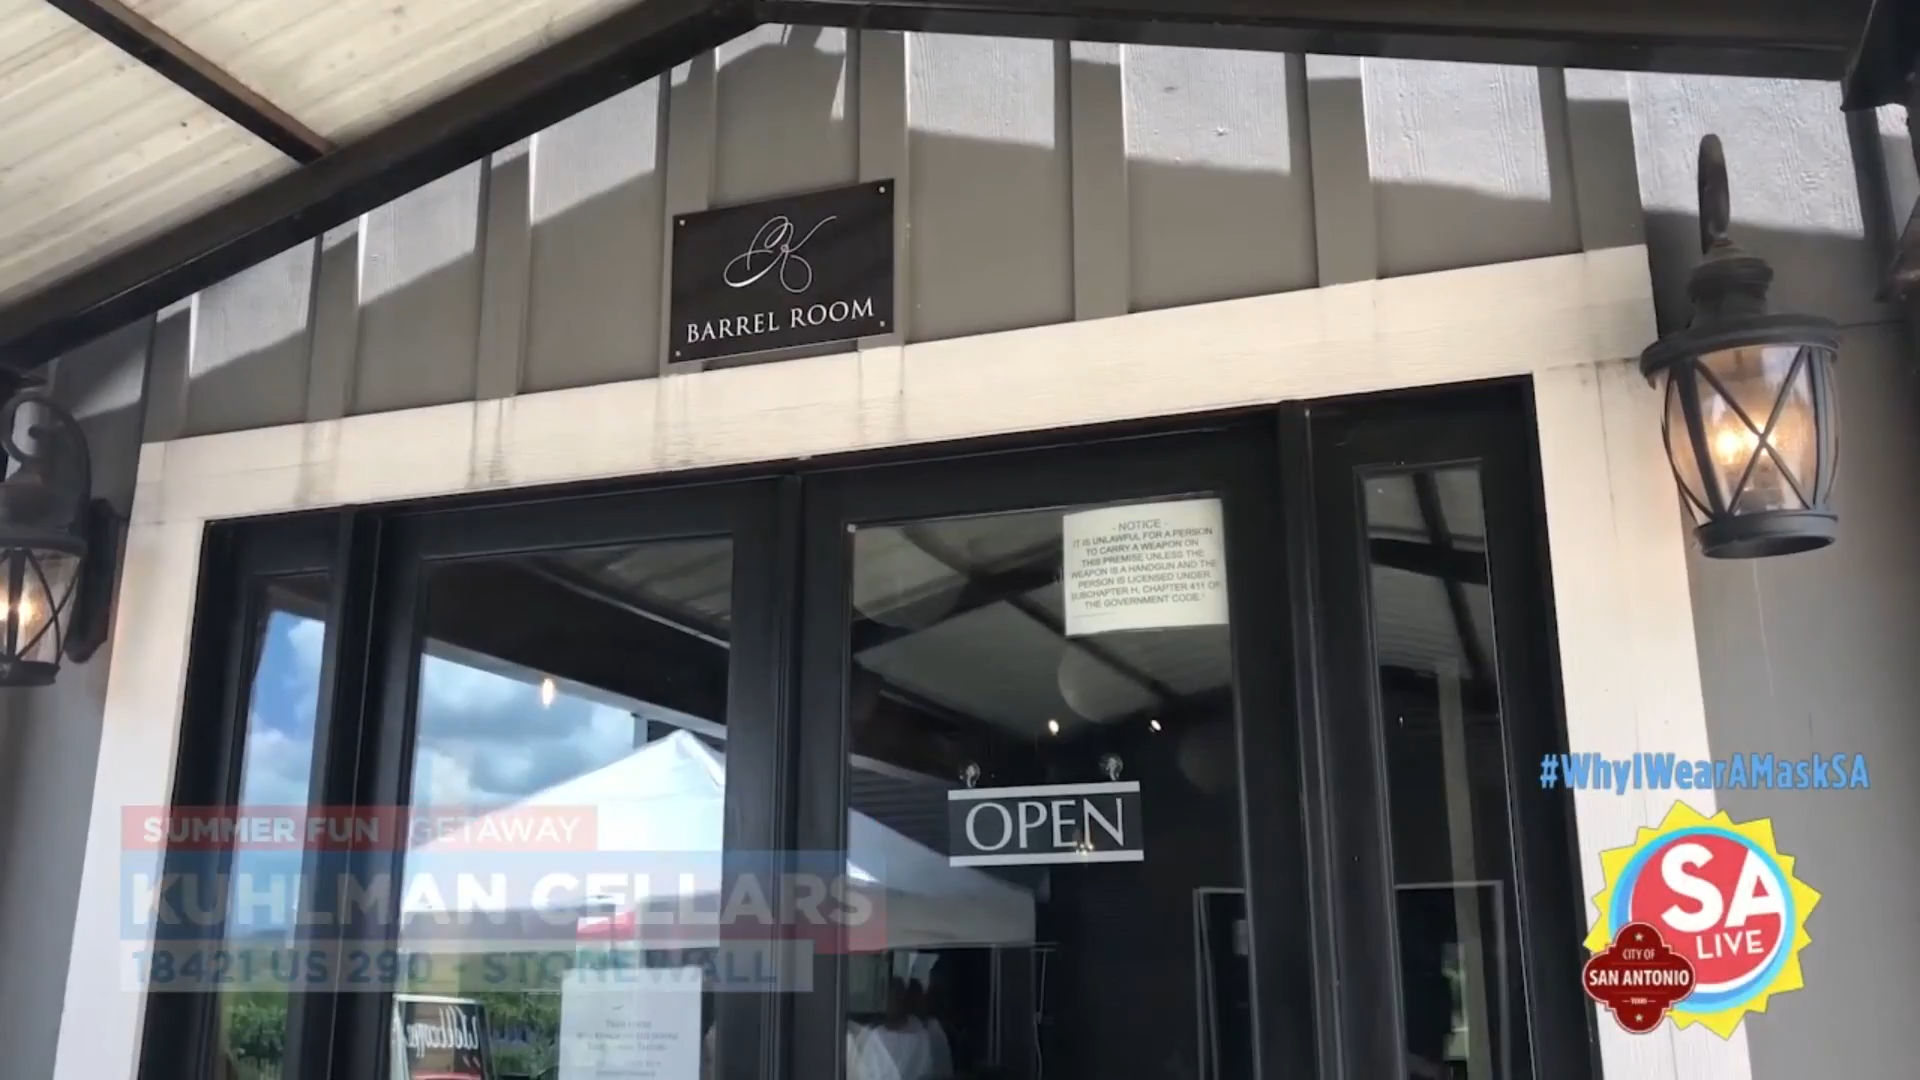 K
BARREL ROOM
- NOTICE -
IT IS UNLAWFUL FOR A PERSON
TO CARRY A WEAPON ON
THIS PREMISE UNLESS THE
WEAPON IS A HANDGUN AND THE
PERSON IS LICENSED UNDER
SUBCHAPTER H, CHAPTER 411 OF
THE GOVERNMENT CODE."
OPEN
#WhyIWearAMaskSA
SUMMER FUN GETAWAY
KUHLMAN CELLARS
18421 US 290 - STONEWALL
SA
LIVE
CITY OF
SAN ANTONIO
TEXAS
Welcome